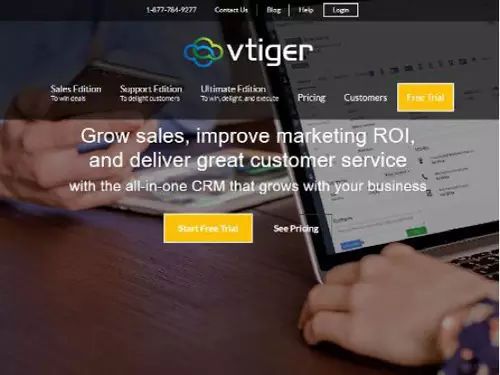 1-877-784-9277 Contact Us Blog Help Login
vtiger
Sales Edition Support Edition Ultimate Edition
To win deals To delight customers To win, delight, and execute Pricing Customers Free Trial
Grow sales, improve marketing ROI,
and deliver great customer service
with the all-in-one CRM that grows with your business
Start Free Trial See Pricing